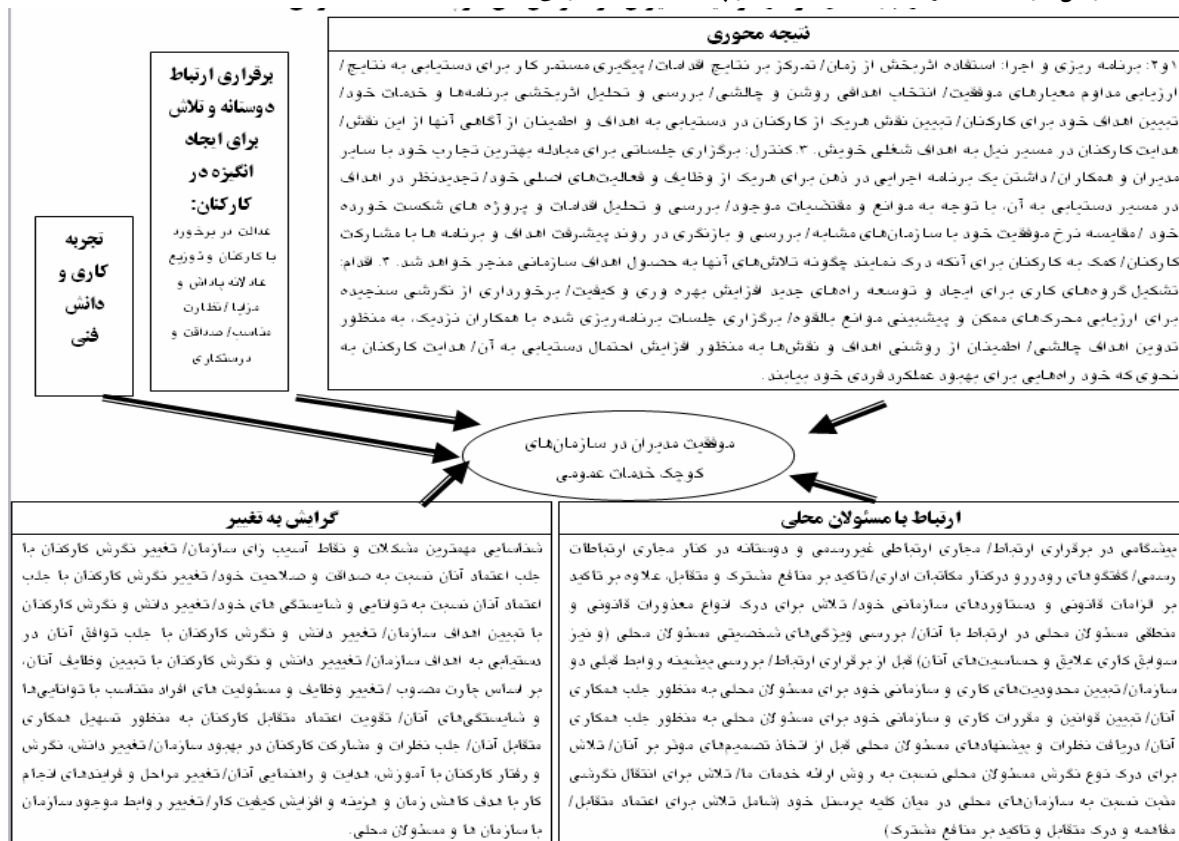 نتیجه محوری
۱و۲: برنامه ریزی و اجرا: استفاده اثربخش از زمان/ تمرکز بر نتایج اقدامات/ پیگیری مستمر کار برای دستیابی به نتایج/
ارزیابی مداوم معیارهای موفقیت/ انتخاب اهدافی روشن و چالشی/ بررسی و تحلیل اثربخشی برنامه‌ها و خدمات خود/
تبیین اهداف خود برای کارکنان/ تبیین نقش هریک از کارکنان در دستیابی به اهداف و اطمینان از آگاهی آنها از این نقش/
هدایت کارکنان در مسیر نیل به اهداف شغلی خویش. ۳. کنترل: برگزاری جلساتی برای مبادله بهترین تجارب خود با سایر
مدیران و همکاران/ داشتن یک برنامه اجرایی در ذهن برای هریک از وظایف و فعالیت‌های اصلی خود/ تجدیدنظر در اهداف
در مسیر دستیابی به آن، با توجه به موانع و مقتضیات موجود/ بررسی و تحلیل اقدامات و پروژه های شکست خورده
خود /مقایسه نرخ موفقیت خود با سازمان‌های مشابه/ بررسی و بازنگری در روند پیشرفت اهداف و برنامه ها با مشارکت
کارکنان/ کمک به کارکنان برای آنکه درک نمایند چگونه تلاش‌های آنها به حصول اهداف سازمانی منجر خواهد شد. ۴. اقدام:
تشکیل گروه‌های کاری برای ایجاد و توسعه راه‌های جدید افزایش بهره وری و کیفیت/ برخورداری از نگرشی سنجیده
برای ارزیابی محرک‌های ممکن و پیشبینی موانع بالقوه/ برگزاری جلسات برنامه‌ریزی شده با همکاران نزدیک، به منظور
تدوین اهداف چالشی/ اطمینان از روشنی اهداف و نقش‌ها به منظور افزایش احتمال دستیابی به آن/ هدایت کارکنان به
نحوی که خود راه‌هایی برای بهبود عملکرد فردی خود بیابند.
برقراری ارتباط
دوستانه و تلاش
برای ایجاد
انگیزه در
کارکنان:
عدالت در برخورد
با کارکنان و توزیع
عادلانه پاداش و
مزایا /نظارت
مناسب/ صداقت و
درستکاری
تجربه
کاری و
دانش
فنی
موفقیت مدیران در سازمان‌های
کوچک خدمات عمومی
ارتباط با مسئولان محلی
پیشگامی در برقراری ارتباط/ مجاری ارتباطی غیررسمی و دوستانه در کنار مجاری ارتباطات
رسمی/ گفتگوهای رودررو درکنار مکاتبات اداری/ تاکید بر منافع مشترک و متقابل، علاوه بر تاکید
بر الزامات قانونی و دستاوردهای سازمانی خود/ تلاش برای درک انواع معذورات قانونی و
منطقی مسئولان محلی در ارتباط با آنان/ بررسی ویژگی‌های شخصیتی مسئولان محلی (و نیز
سوابق کاری علایق و حساسیت‌های آنان) قبل از برقراری ارتباط/ بررسی پیشینه روابط قبلی دو
سازمان/ تبیین محدودیت‌های کاری و سازمانی خود برای مسئولان محلی به منظور جلب همکاری
آنان/ تبیین قوانین و مقررات کاری و سازمانی خود برای مسئولان محلی به منظور جلب همکاری
آنان/ دریافت نظرات و پیشنهادهای مسئولان محلی قبل از اتخاذ تصمیم‌های موثر بر آنان/ تلاش
برای درک نوع نگرش مسئولان محلی نسبت به روش ارائه خدمات ما/ تلاش برای انتقال نگرشی
مثبت نسبت به سازمان‌های محلی در میان کلیه پرسنل خود (شامل تلاش برای اعتماد متقابل/
مفاهمه و درک متقابل و تاکید بر منافع مشترک)
گرایش به تغییر
شناسایی مهمترین مشکلات و نقاط آسیب زای سازمان/ تغییر نگرش کارکنان با
جلب اعتماد آنان نسبت به صداقت و صلاحیت خود/ تغییر نگرش کارکنان با جلب
اعتماد آنان نسبت به توانایی و شایستگی های خود/ تغییر دانش و نگرش کارکنان
با تبیین اهداف سازمان/ تغییر دانش و نگرش کارکنان با جلب توافق آنان در
دستیابی به اهداف سازمان/ تغیییر دانش و نگرش کارکنان با تبیین وظایف آنان،
بر اساس چارت مصوب /تغییر وظایف و مسئولیت های افراد متناسب با توانایی‌ها
و شایستگی‌های آنان/ تقویت اعتماد متقابل کارکنان به منظور تسهیل همکاری
متقابل آنان/ جلب نظرات و مشارکت کارکنان در بهبود سازمان/ تغییر دانش، نگرش
و رفتار کارکنان با آموزش، هدایت و راهنمایی آنان/ تغییر مراحل و فرایندهای انجام
کار با هدف کاهش زمان و هزینه و افزایش کیفیت کار/ تغییر روابط موجود سازمان
با سازمان ها و مسئولان محلی.